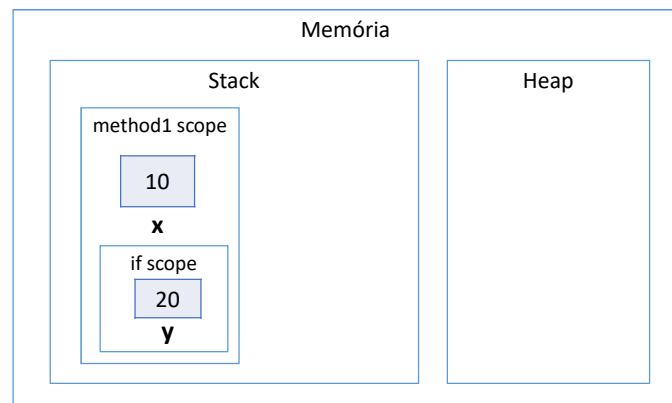 Memória
Stack
Heap
method1 scope
10
x
if scope
20
y